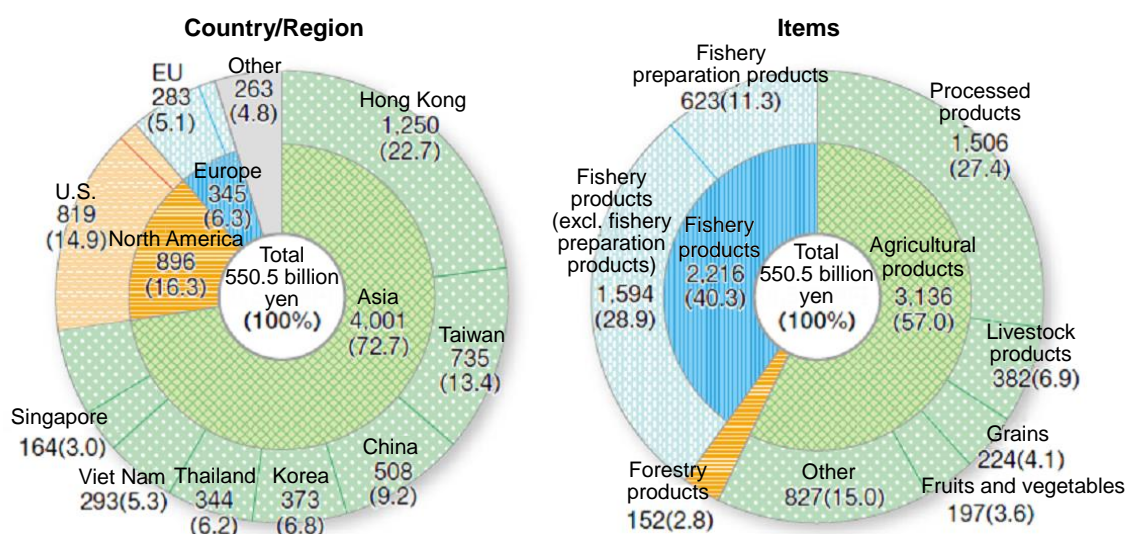 Country/Region
EU
283
(5.1)
Other
263
(4.8)
Hong Kong
1,250
(22.7)
Europe
345
(6.3)
U.S.
819
(14.9)
North America
896
(16.3)
Total
550.5 billion
yen
(100%)
Asia
4,001
(72.7)
Taiwan
735
(13.4)
Singapore
164(3.0)
Viet Nam
293(5.3)
Thailand
344
(6.2)
Korea
373
(6.8)
China
508
(9.2)
Items
Fishery
preparation products
623(11.3)
Processed
products
1,506
(27.4)
Fishery
products
(excl. fishery
preparation
products)
1,594
(28.9)
Fishery
products
2,216
(40.3)
Total
550.5 billion
yen
(100%)
Agricultural
products
3,136
(57.0)
Livestock
products
382(6.9)
Grains
224(4.1)
Fruits and vegetables
197(3.6)
Other
827(15.0)
Forestry
products
152(2.8)